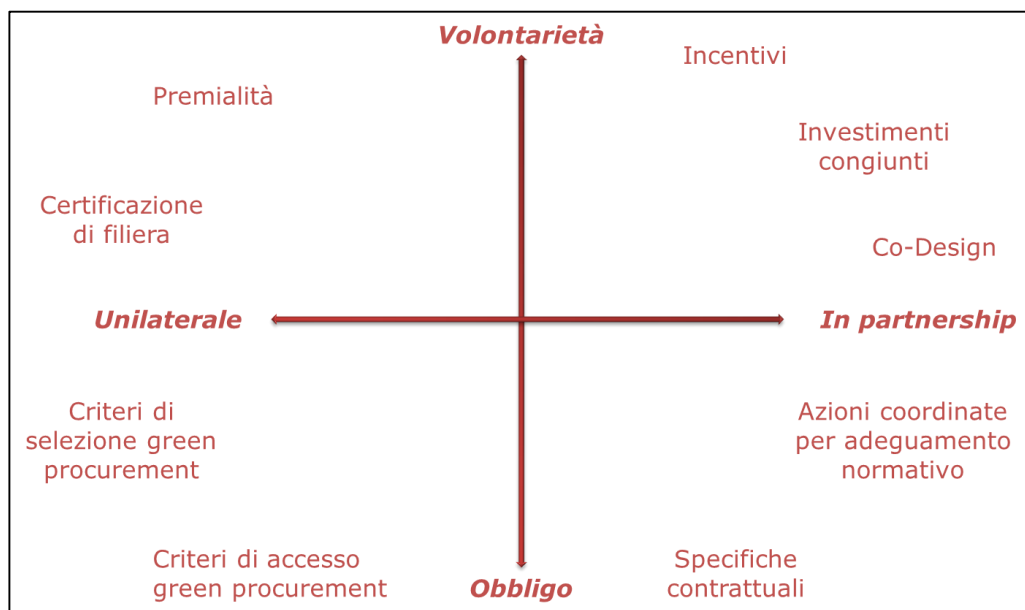 Volontarietà
Incentivi
Premialità
Investimenti
congiunti
Certificazione
di filiera
Co-Design
Unilaterale
In partnership
Criteri di
selezione green
procurement
Azioni coordinate
per adeguamento
normativo
Criteri di accesso
green procurement
Obbligo
Specifiche
contrattuali